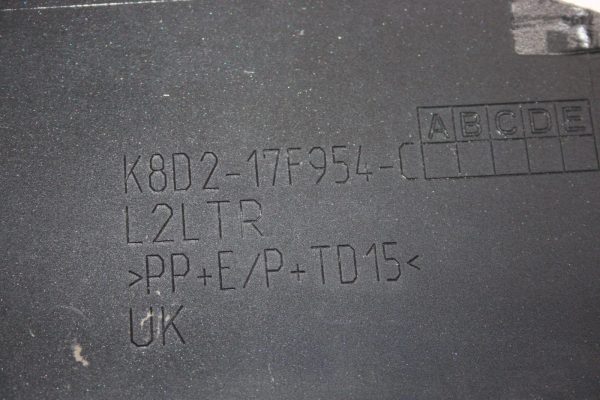 A B C D E
K8D2-17F954-C
L2LTR
>PP+E/P+TD15<
UK